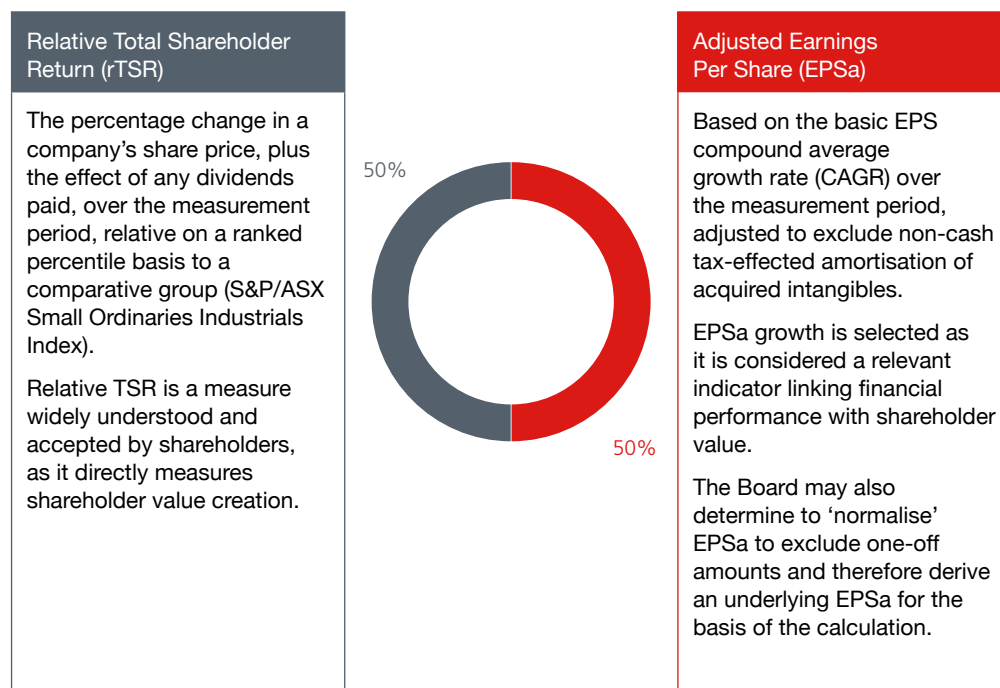 Relative Total Shareholder
Return (rTSR)
The percentage change in a
company’s share price, plus
the effect of any dividends
paid, over the measurement
period, relative on a ranked
percentile basis to a
comparative group (S&P/ASX
Small Ordinaries Industrials
Index).
Relative TSR is a measure
widely understood and
accepted by shareholders,
as it directly measures
shareholder value creation.
50%
50%
Adjusted Earnings
Per Share (EPSa)
Based on the basic EPS
compound average
growth rate (CAGR) over
the measurement period,
adjusted to exclude non-cash
tax-effected amortisation of
acquired intangibles.
EPSa growth is selected as
it is considered a relevant
indicator linking financial
performance with shareholder
value.
The Board may also
determine to ‘normalise’
EPSa to exclude one-off
amounts and therefore derive
an underlying EPSa for the
basis of the calculation.